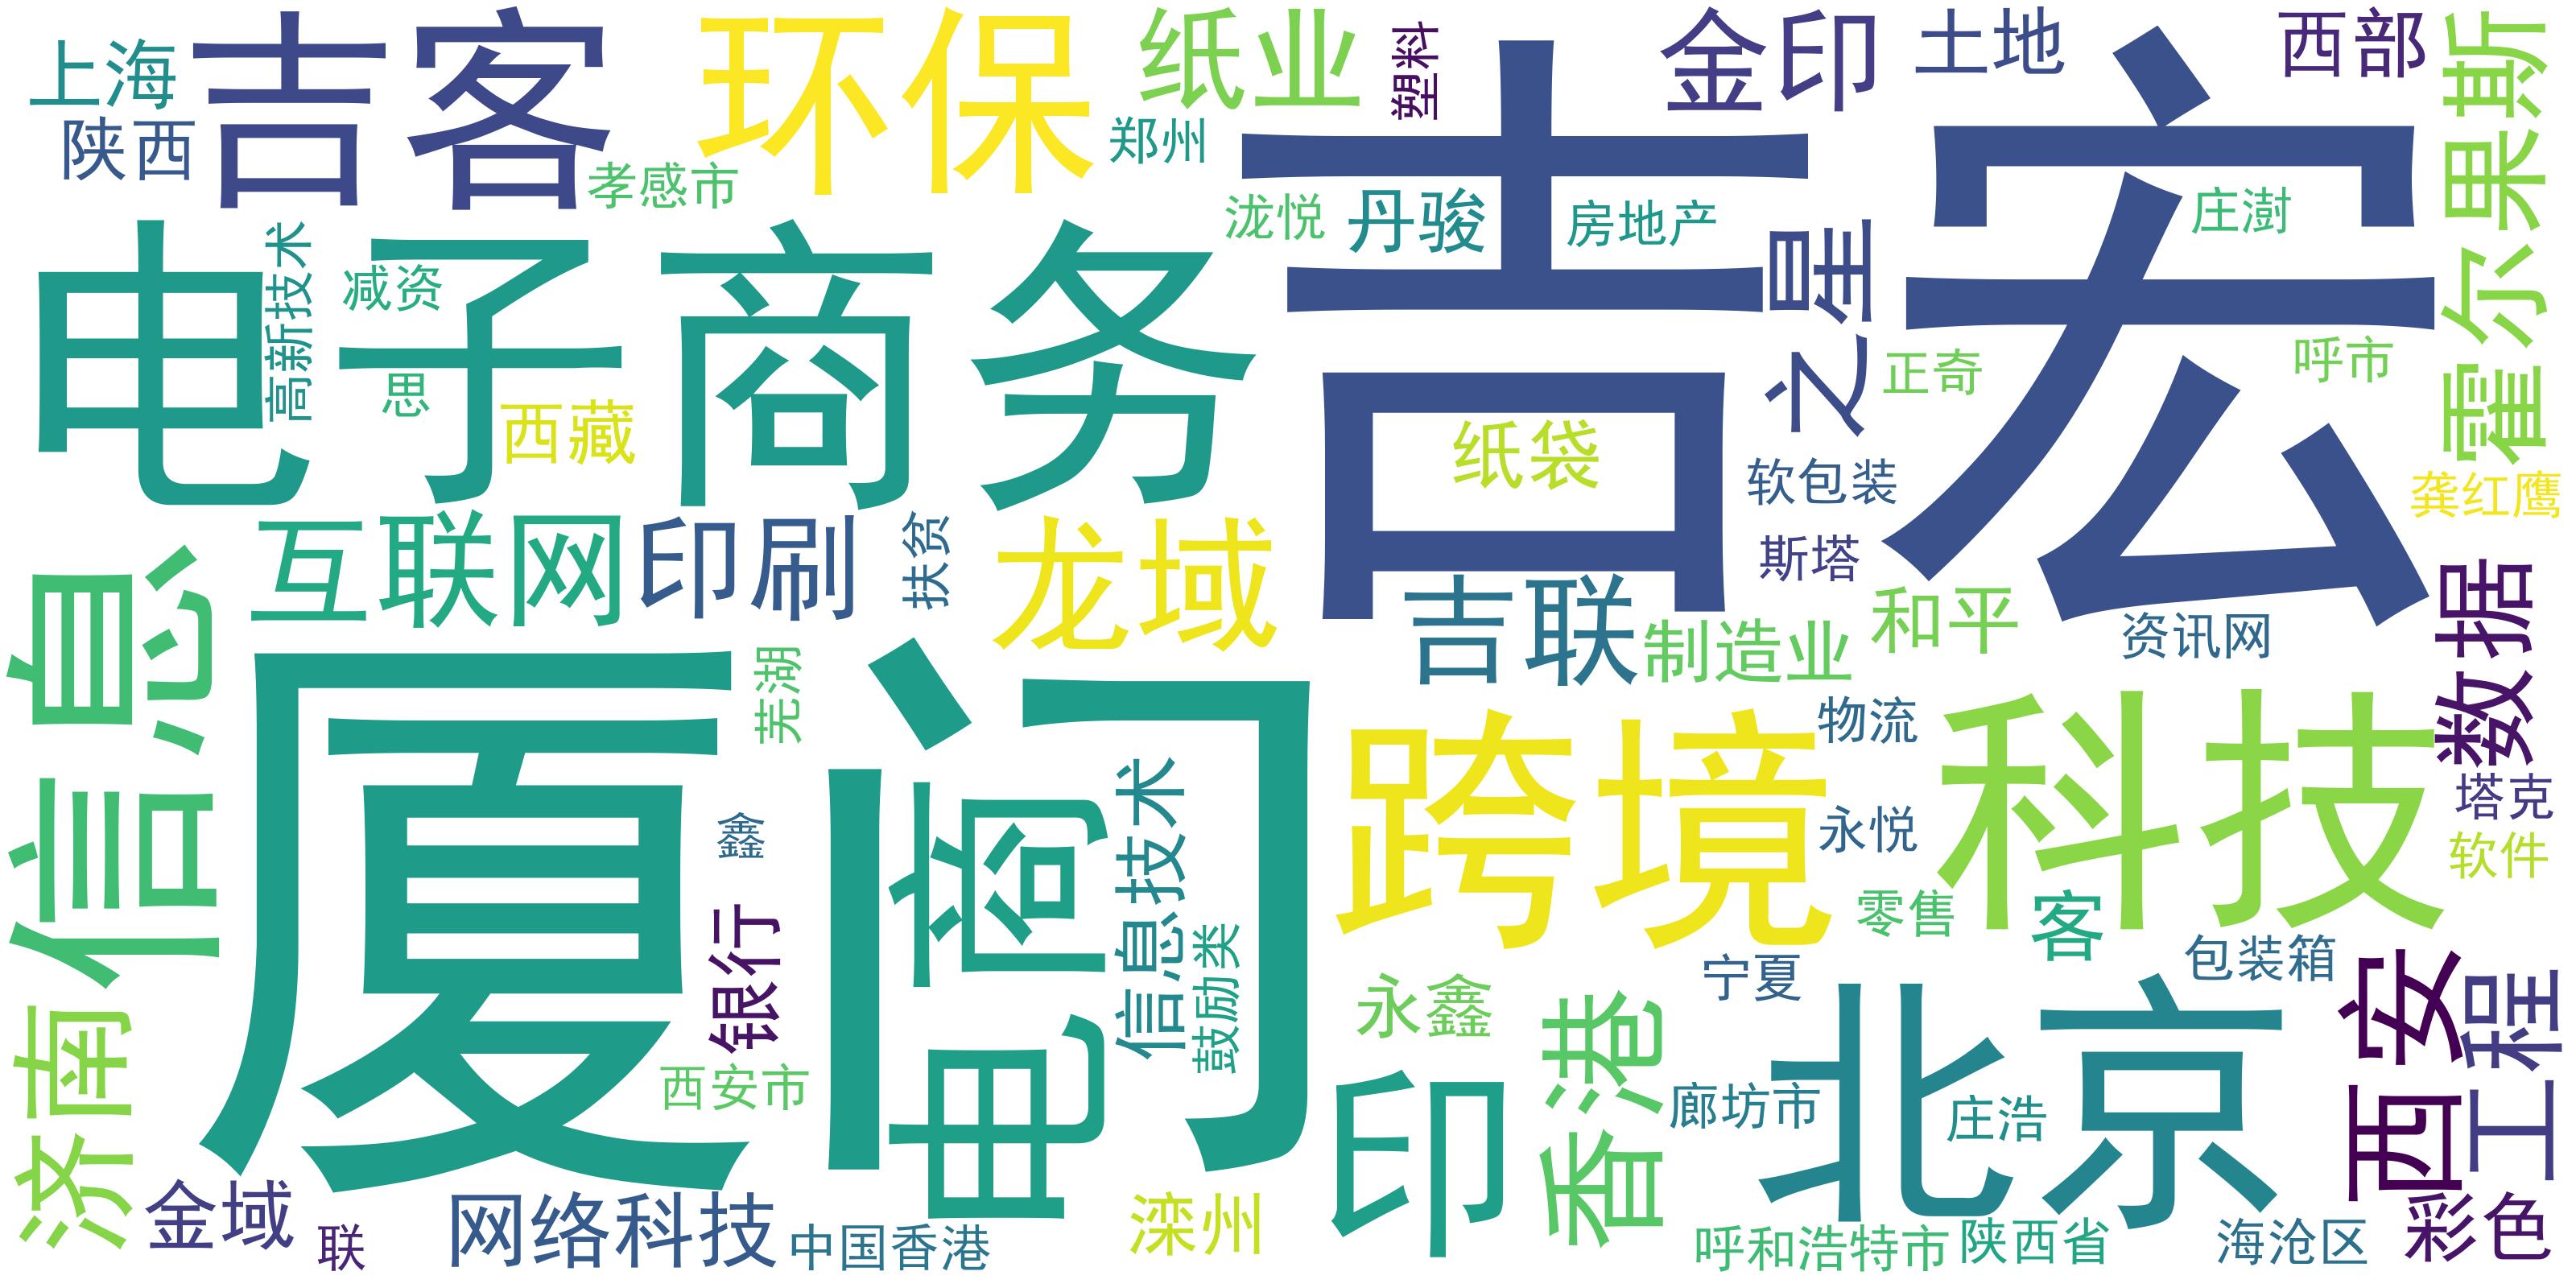 上海
吉客
环保
纸业
塑料
金印
土地
西部
霍尔果斯
陕西
孝感市
郑州
吉宏
泷悦
丹骏
房地产
之星
庄澍
电子商务
高新技术
减资
思
西藏
纸袋
正奇
呼市
软包装
龚红鹰
信息
互联网
印刷
扶贫
龙域
斯塔
吉联
制造业
和平
资讯网
数据
厦门
芜湖
跨境
物流
科技
鑫
电商
信息技术
永悦
塔克
软件
银行
鼓励类
零售
客
包装箱
济南
西安市
永鑫
香港
宁夏
北京
西安
工程
印
廊坊市
庄浩
金域
联
网络科技
中国香港
滦州
呼和浩特市
陕西省
海沧区
彩色